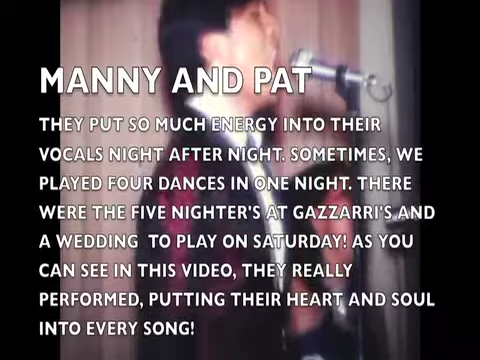 MANNY AND PAT
THEY PUT SO MUCH ENERGY INTO THEIR
VOCALS NIGHT AFTER NIGHT. SOMETIMES, WE
PLAYED FOUR DANCES IN ONE NIGHT. THERE
WERE THE FIVE NIGHTER'S AT GAZZARRI'S AND
A WEDDING TO PLAY ON SATURDAY! AS YOU
CAN SEE IN THIS VIDEO, THEY REALLY
PERFORMED, PUTTING THEIR HEART AND SOUL
INTO EVERY SONG!